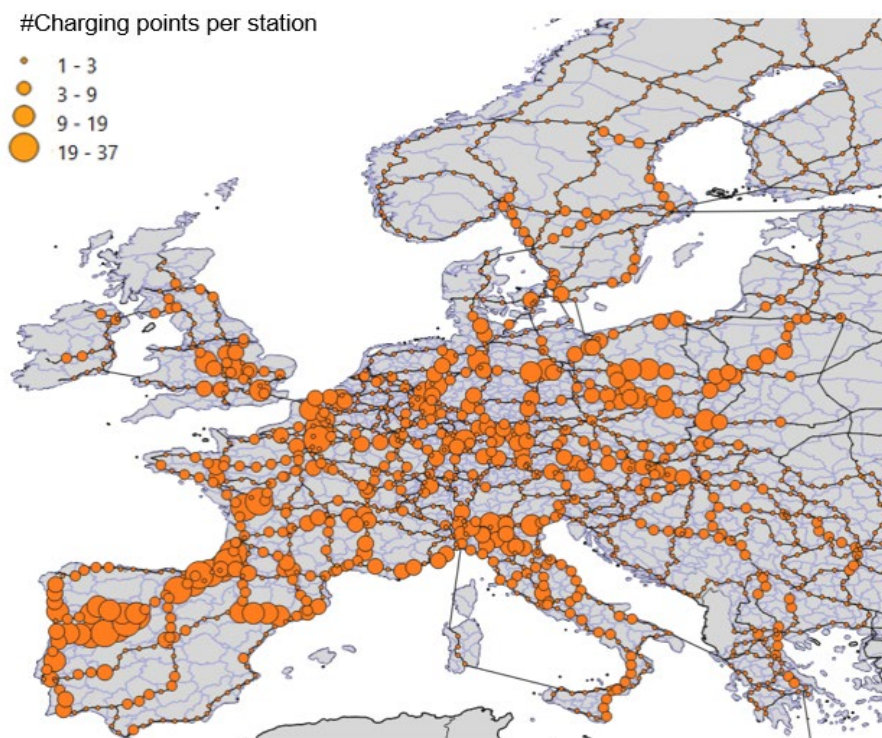 #Charging points per station
1 - 3
3 - 9
9 - 19
19 - 37